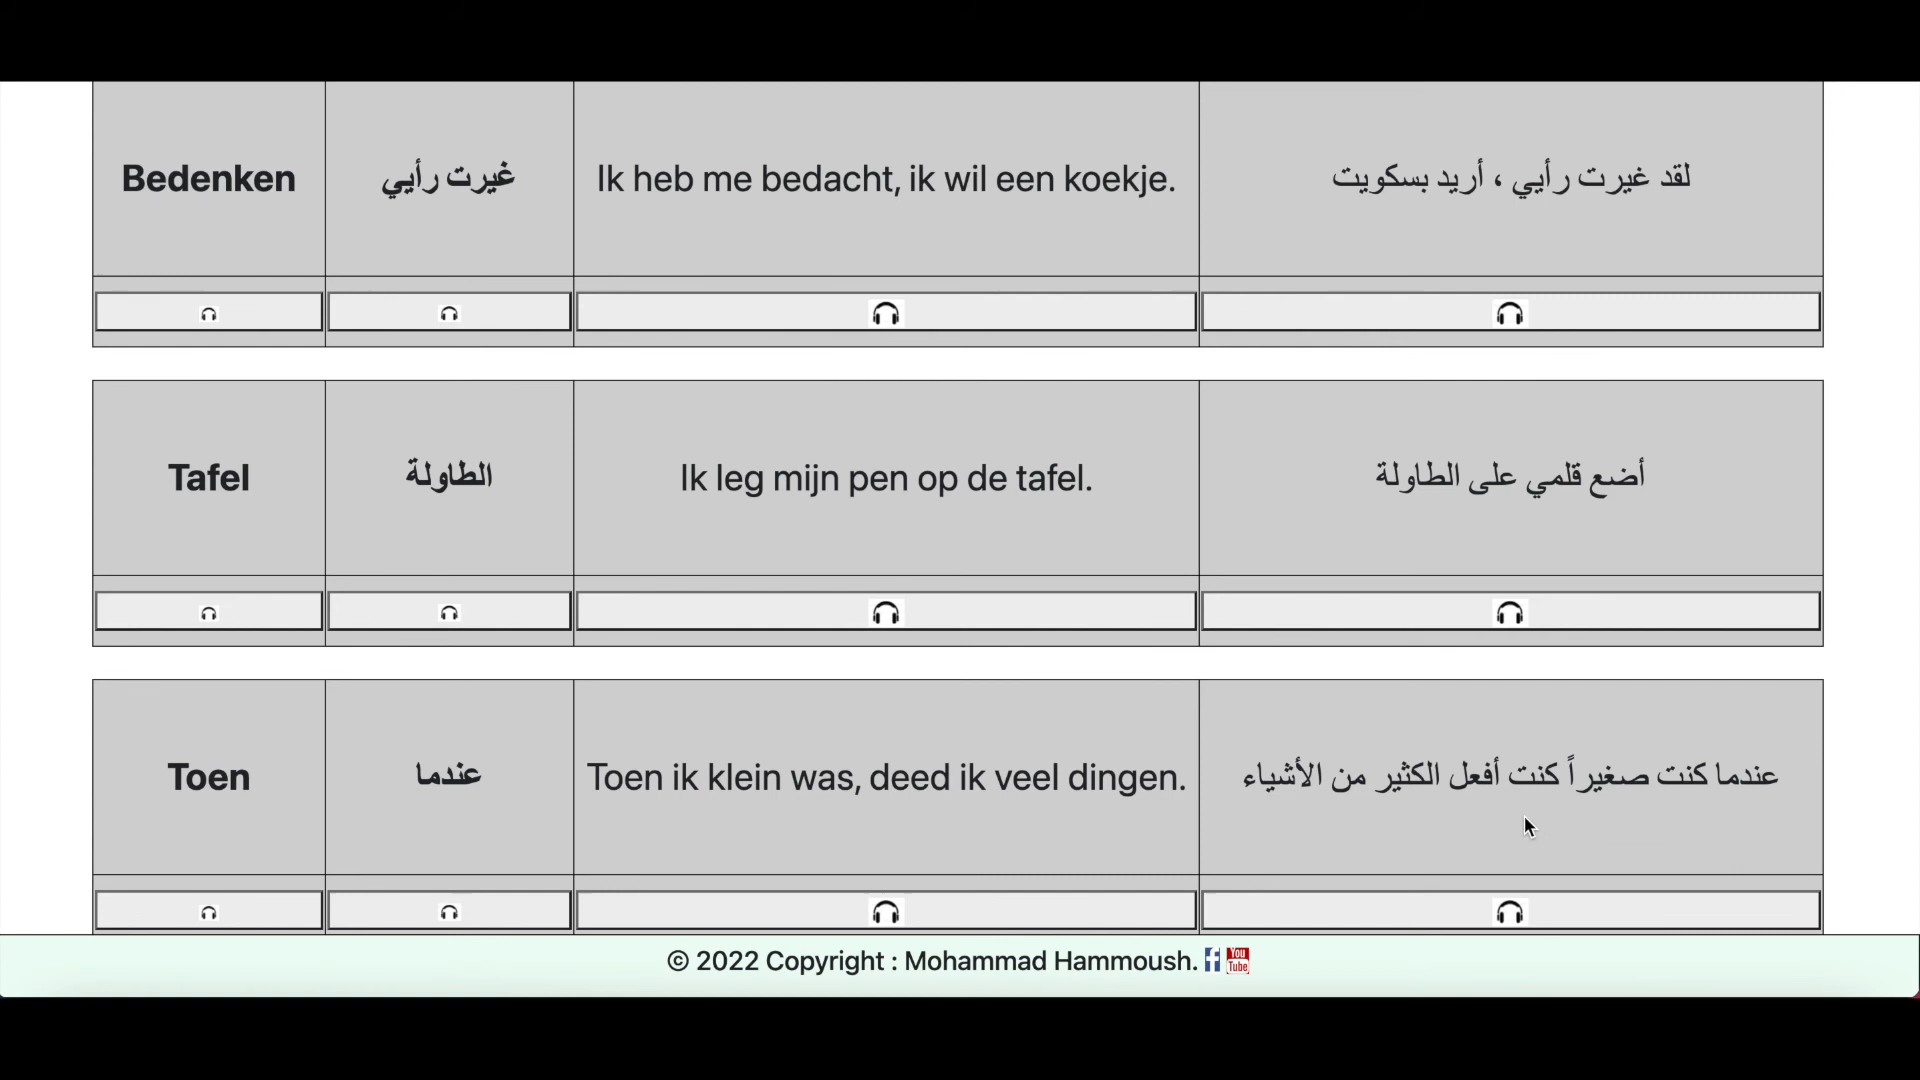 Bedenken
غيرت رأيي
Ik heb me bedacht, ik wil een koekje.
لقد غيرت رأيي ، أريد بسكويت
Tafel
الطاولة
Ik leg mijn pen op de tafel.
أضع قلمي على الطاولة
Toen
عندما
Toen ik klein was, deed ik veel dingen.
عندما كنت صغيراً كنت أفعل الكثير من الأشياء
© 2022 Copyright : Mohammad Hammoush. f You Tube